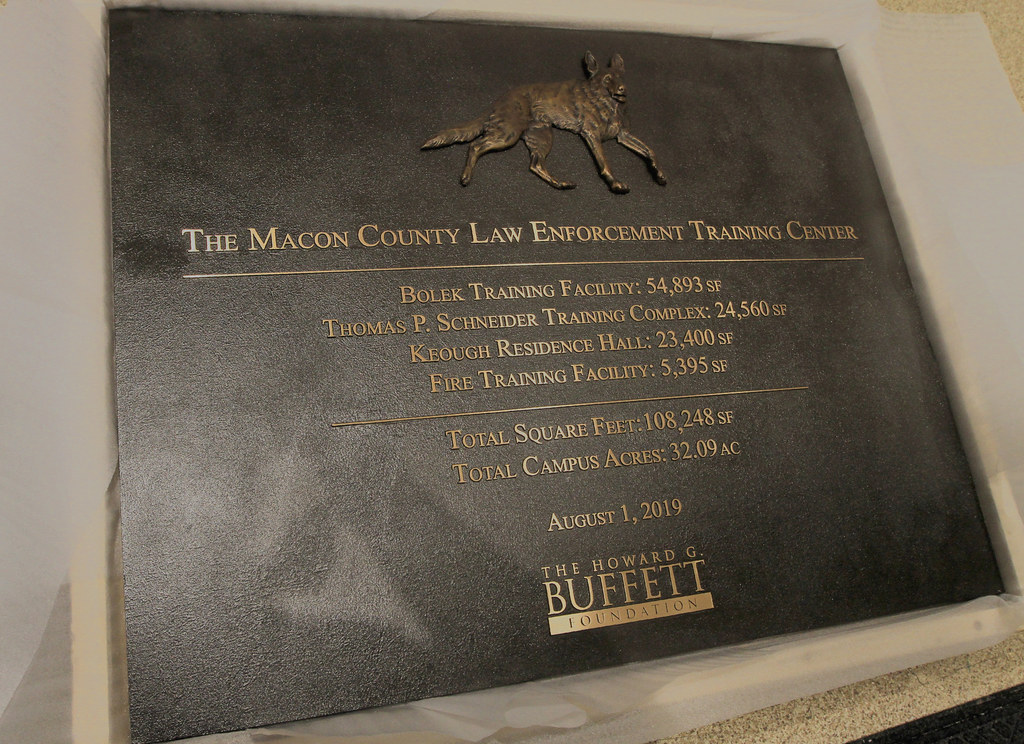 THE MACON COUNTY LAW ENFORCEMENT TRAINING CENTER
BOLEK TRAINING FACILITY: 54,893 SF
THOMAS P. SCHNEIDER TRAINING COMPLEX: 24,560 SF
KEOUGH RESIDENCE HALL: 23,400 SF
FIRE TRAINING FACILITY: 5,395 SF
TOTAL SQUARE FEET: 108,248 SF
TOTAL CAMPUS ACRES: 32.09 AC
AUGUST 1, 2019
THE HOWARD G.
BUFFETT
FOUNDATION